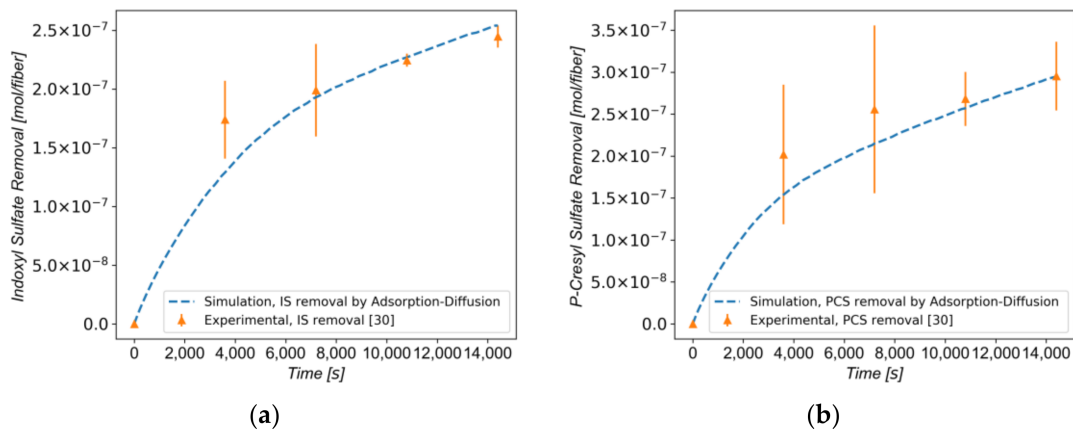 2.5×10⁻⁷
2.0×10⁻⁷
1.5×10⁻⁷
1.0×10⁻⁷
5.0×10⁻⁸
0.0
Indoxyl Sulfate Removal [mol/fiber]
Simulation, IS removal by Adsorption-Diffusion
Experimental, IS removal [30]
0 2,000 4,000 6,000 8,000 10,000 12,000 14,000
Time [s]
(a)
3.5×10⁻⁷
3.0×10⁻⁷
2.5×10⁻⁷
2.0×10⁻⁷
1.5×10⁻⁷
1.0×10⁻⁷
5.0×10⁻⁸
0.0
P-Cresyl Sulfate Removal [mol/fiber]
Simulation, PCS removal by Adsorption-Diffusion
Experimental, PCS removal [30]
0 2,000 4,000 6,000 8,000 10,000 12,000 14,000
Time [s]
(b)